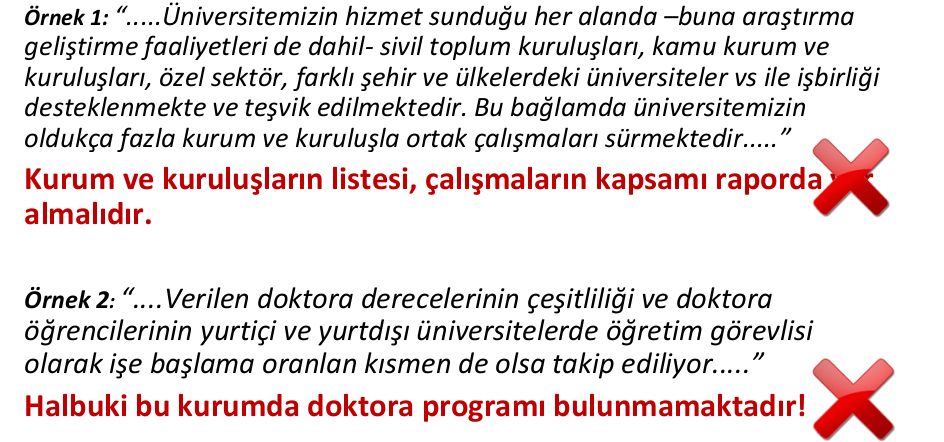 Örnek 1: “.....Üniversitemizin hizmet sunduğu her alanda –buna araştırma
geliştirme faaliyetleri de dahil- sivil toplum kuruluşları, kamu kurum ve
kuruluşları, özel sektör, farklı şehir ve ülkelerdeki üniversiteler vs ile işbirliği
desteklenmekte ve teşvik edilmektedir. Bu bağlamda üniversitemizin
oldukça fazla kurum ve kuruluşla ortak çalışmaları sürmektedir.....”
Kurum ve kuruluşların listesi, çalışmaların kapsamı raporda
almalıdır.
Örnek 2: “....Verilen doktora derecelerinin çeşitliliği ve doktora
öğrencilerinin yurtiçi ve yurtdışı üniversitelerde öğretim görevlisi
olarak işe başlama oranlan kısmen de olsa takip ediliyor.....”
Halbuki bu kurumda doktora programı bulunmamaktadır!